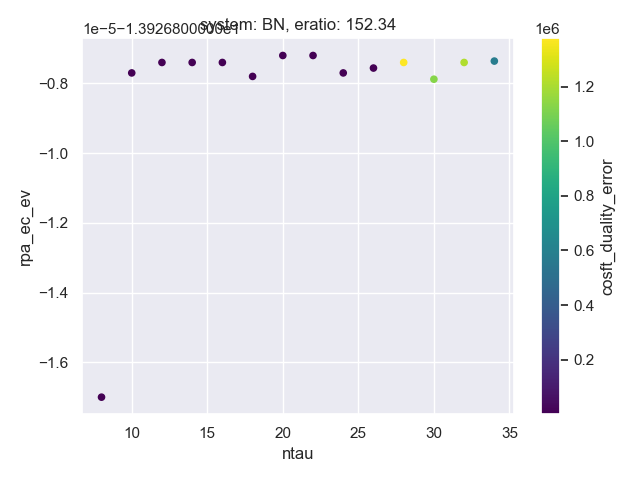 system: BN, eratio: 152.34
1e−5−1.3926800000e1
1e6
−0.8
−1.0
−1.2
−1.4
−1.6
rpa_ec_ev
10
15
20
25
30
35
ntau
1.2
1.0
0.8
0.6
0.4
0.2
cosft_duality_error